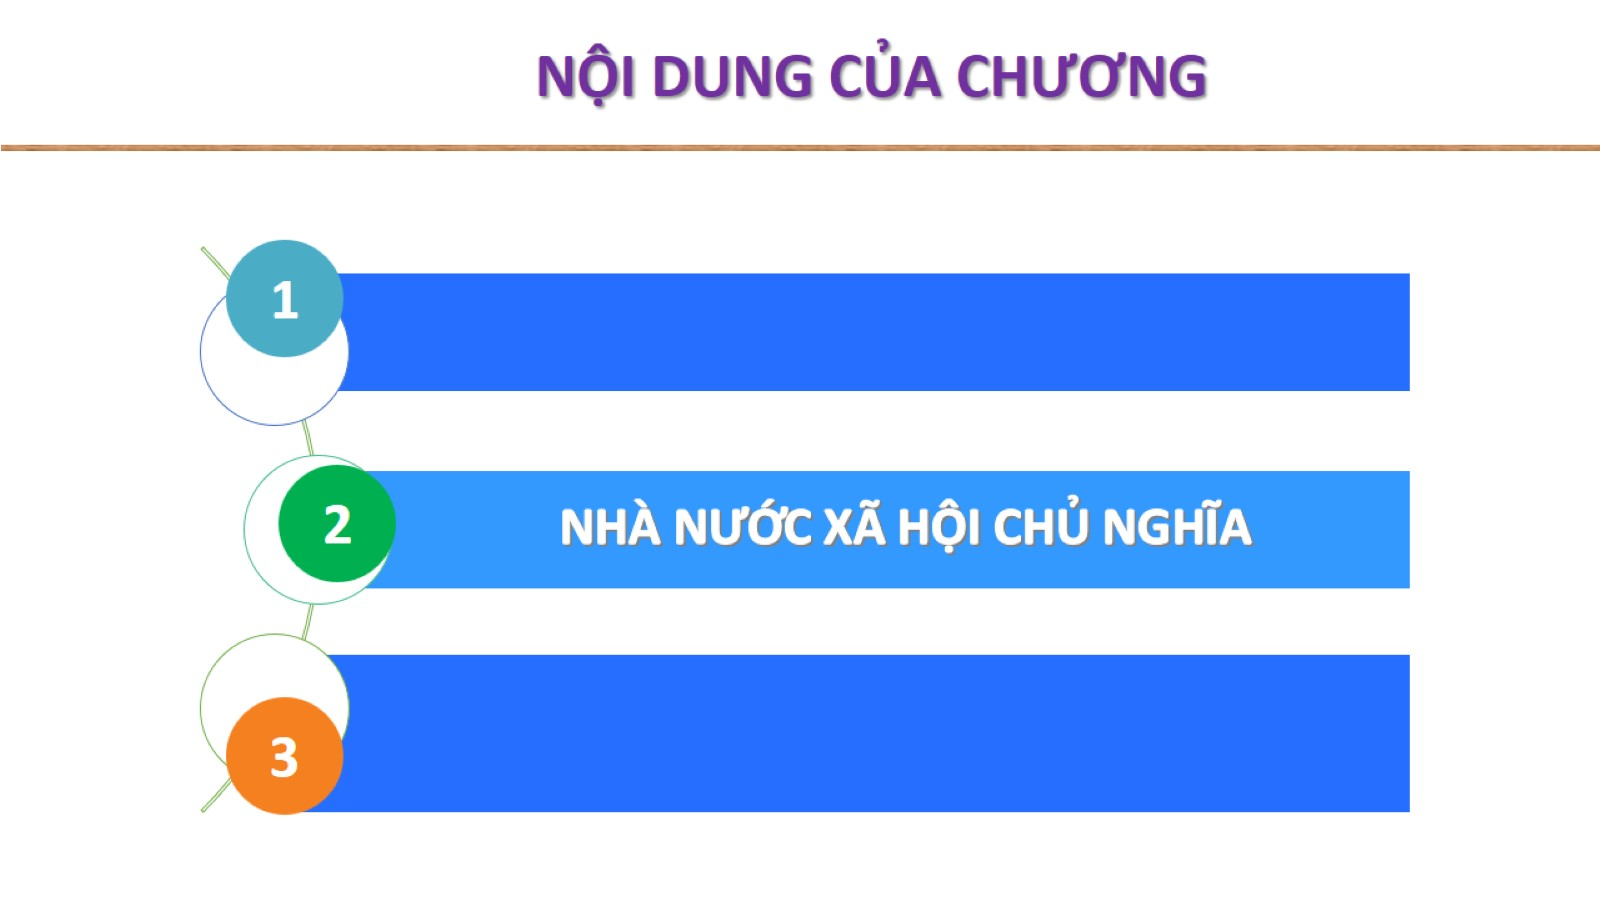 NỘI DUNG CỦA CHƯƠNG
1
2
NHÀ NƯỚC XÃ HỘI CHỦ NGHĨA
3